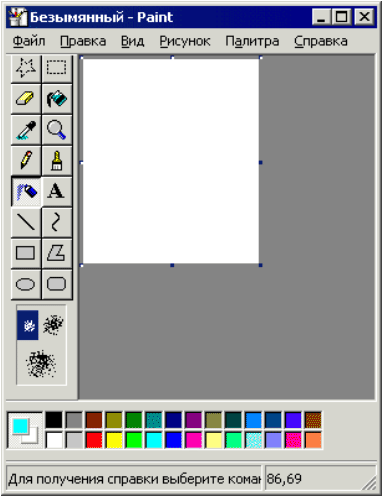 Безымянный - Paint
Файл Правка Вид Рисунок Палитра Справка
A
Для получения справки выберите коман 86,69